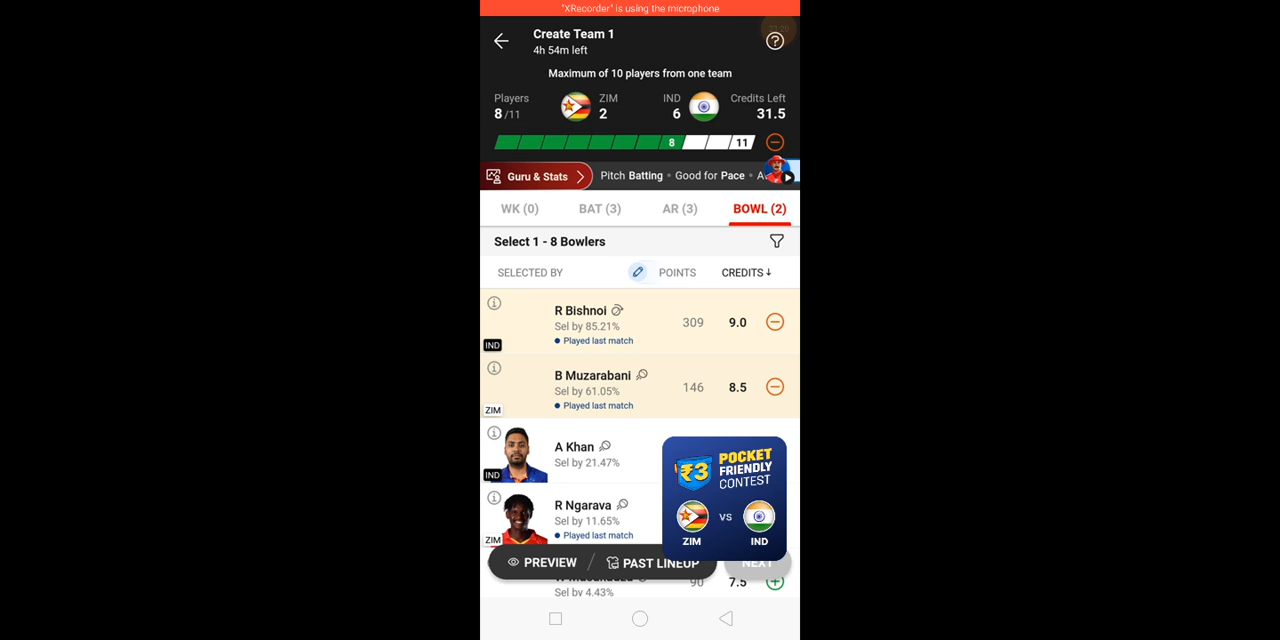 "XRecorder" is using the microphone
Create Team 1
4h 54m left
Maximum of 10 players from one team
Players
8/11
ZIM
2
IND
6
Credits Left
31.5
8
11
Guru & Stats
Pitch Batting • Good for Pace • A
WK (0)
BAT (3)
AR (3)
BOWL (2)
Select 1 - 8 Bowlers
SELECTED BY
POINTS
CREDITS↓
R Bishnoi
Sel by 85.21%
Played last match
309
9.0
IND
B Muzarabani
Sel by 61.05%
Played last match
146
8.5
ZIM
A Khan
Sel by 21.47%
IND
R Ngarava
Sel by 11.65%
Played last match
ZIM
₹3
POCKET
FRIENDLY
CONTEST
VS
ZIM
IND
PREVIEW
PAST LINEUP
NEXT
90
7.5
Sel by 4.43%